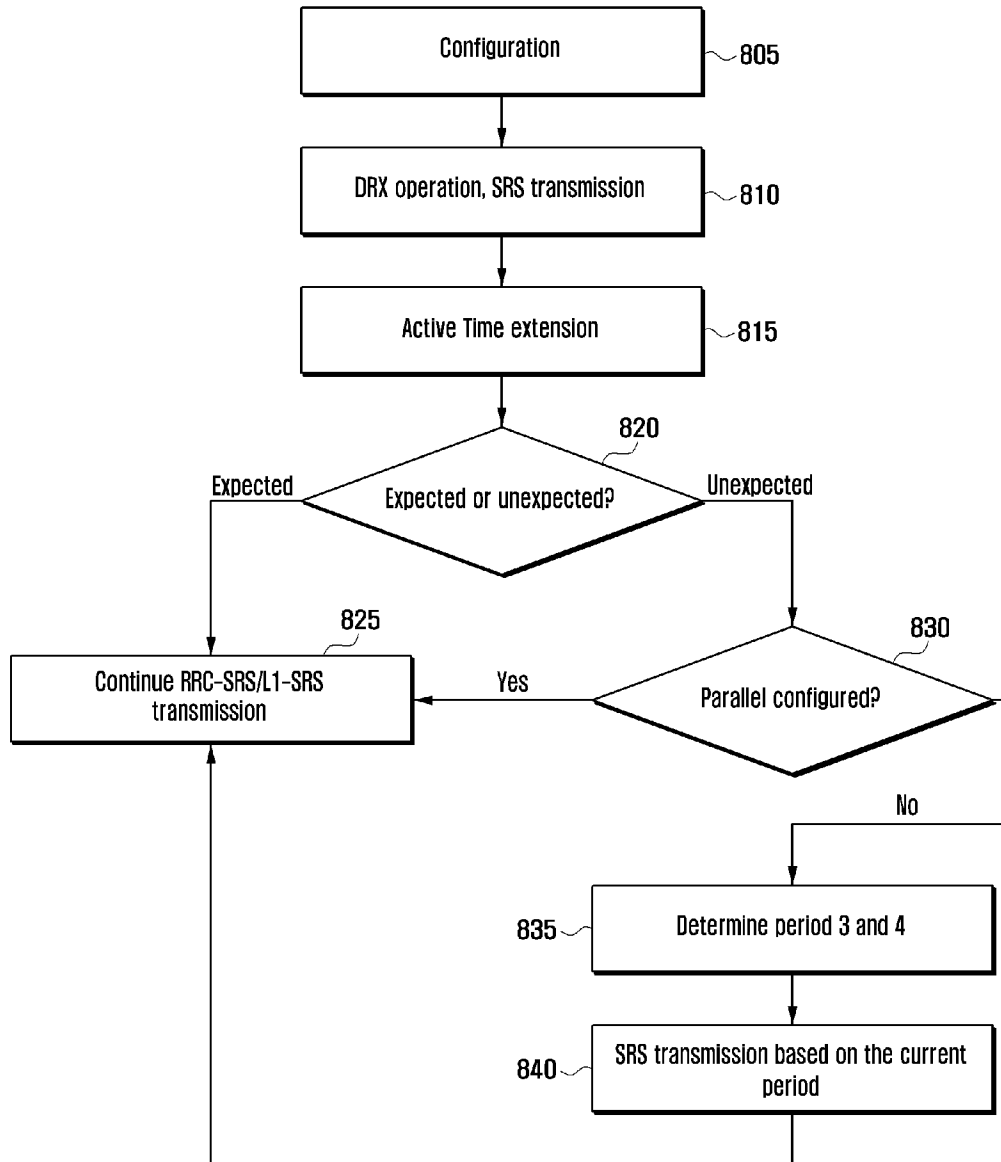 Configuration
805
DRX operation, SRS transmission
810
Active Time extension
815
820
Expected
Expected or unexpected?
Unexpected
825
Continue RRC-SRS/L1-SRS
transmission
Yes
830
Parallel configured?
No
835
Determine period 3 and 4
840
SRS transmission based on the current
period